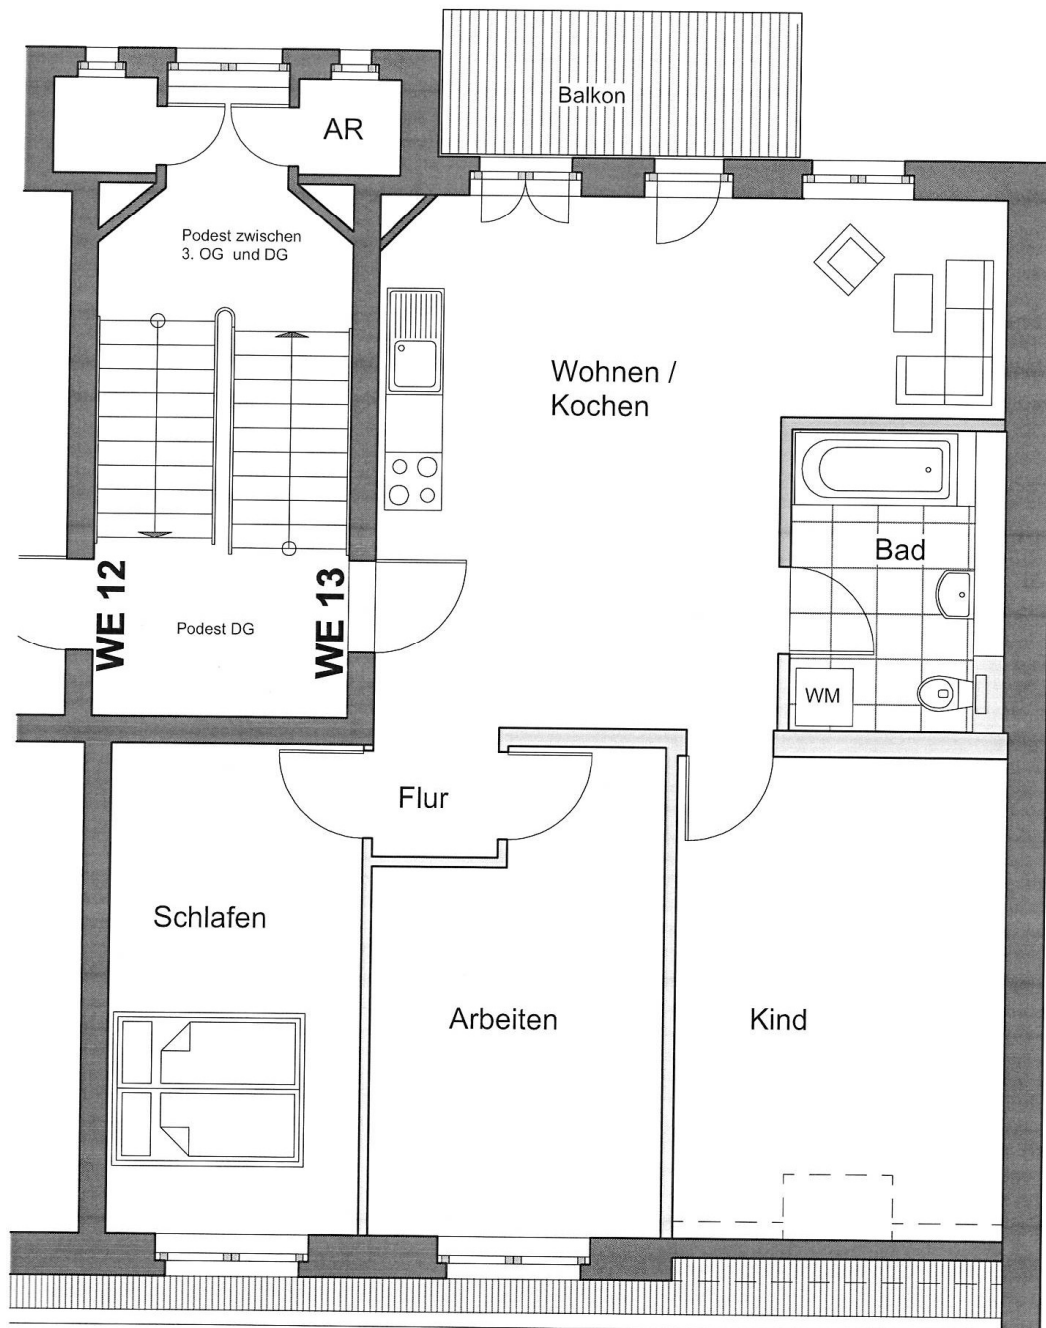 Balkon
AR
Podest zwischen
3. OG und DG
Wohnen /
Kochen
Bad
WE 12
WE 13
Podest DG
WM
Flur
Schlafen
Arbeiten
Kind